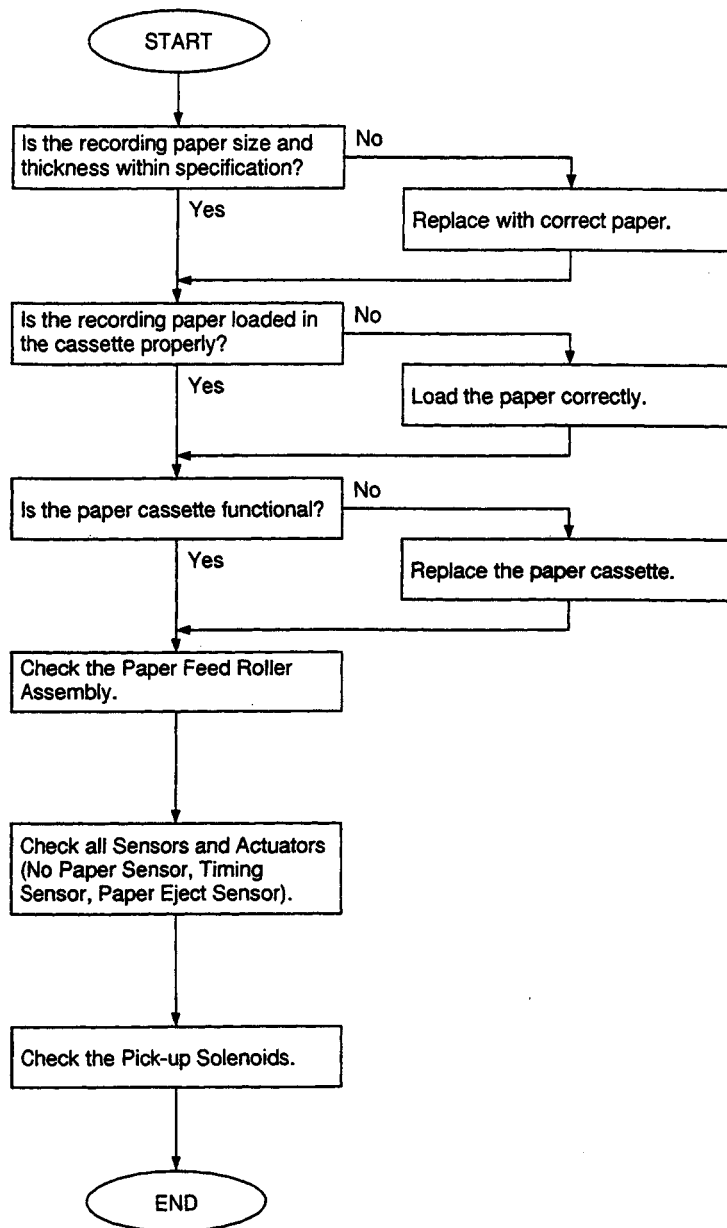 START
Is the recording paper size and
thickness within specification?
No
Yes
Replace with correct paper.
Is the recording paper loaded in
the cassette properly?
No
Yes
Load the paper correctly.
Is the paper cassette functional?
No
Yes
Replace the paper cassette.
Check the Paper Feed Roller
Assembly.
Check all Sensors and Actuators
(No Paper Sensor, Timing
Sensor, Paper Eject Sensor).
Check the Pick-up Solenoids.
END